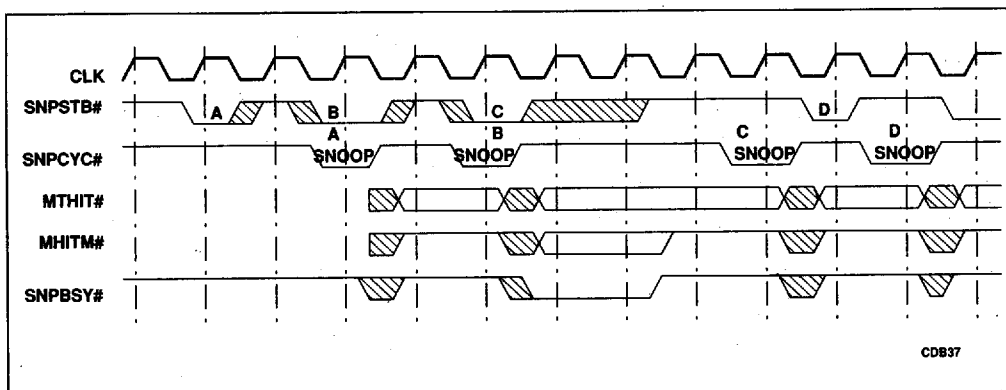 CLK
SNPSTB#
A
B
C
D
SNPCYC#
A
SNOOP
B
SNOOP
C
SNOOP
D
SNOOP
MTHIT#
MHITM#
SNPBSY#
CDB37